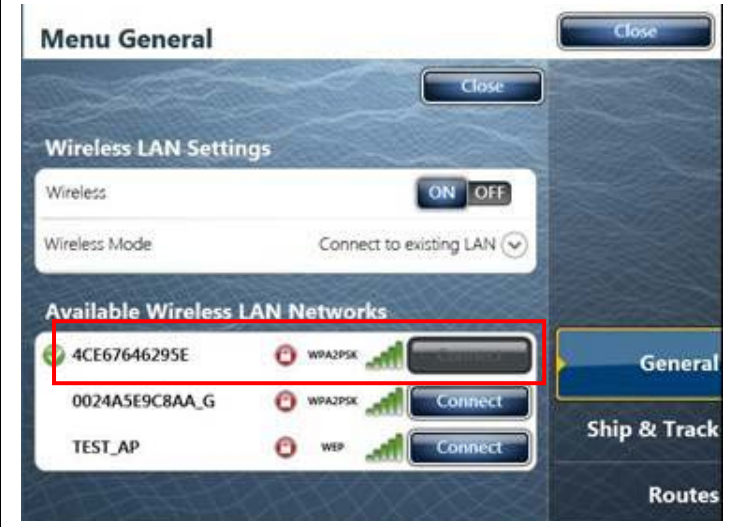 Menu General
Close
Close
Wireless LAN Settings
Wireless
ON OFF
Wireless Mode
Connect to existing LAN
Available Wireless LAN Networks
4CE67646295E WPA2PSK
0024A5E9C8AA_G WPA2PSK Connect
TEST_AP WEP Connect
General
Ship & Track
Routes